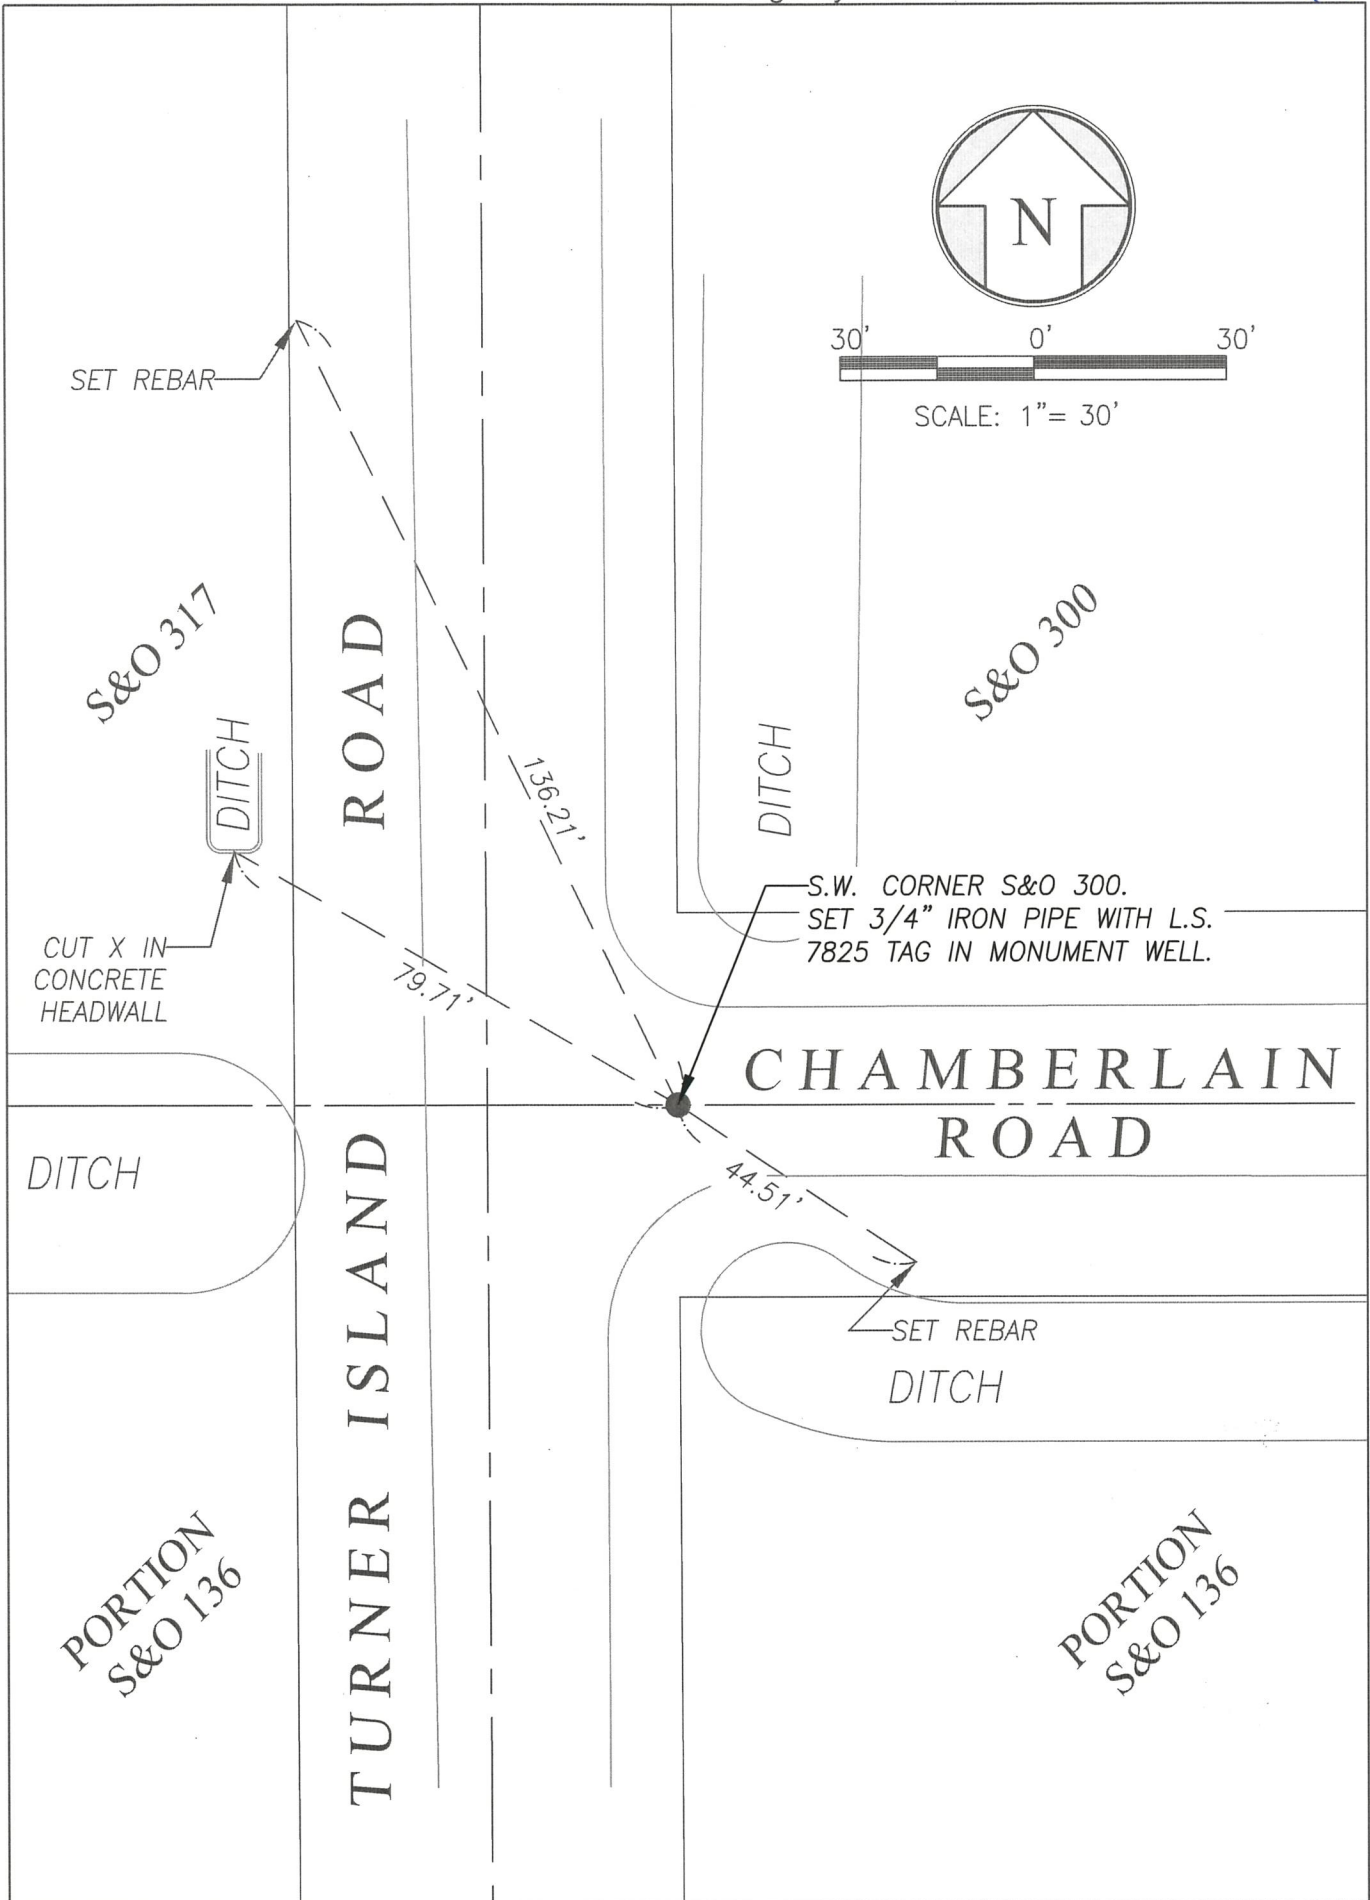 N
30' 0' 30'
SCALE: 1"= 30'
SET REBAR
S&O 317
ROAD
S&O 300
DITCH
DITCH
136.21'
S.W. CORNER S&O 300.
SET 3/4" IRON PIPE WITH L.S.
7825 TAG IN MONUMENT WELL.
CUT X IN
CONCRETE
HEADWALL
79.71'
CHAMBERLAIN
ROAD
DITCH
44.51'
TURNER ISLAND
SET REBAR
DITCH
PORTION
S&O 136
PORTION
S&O 136